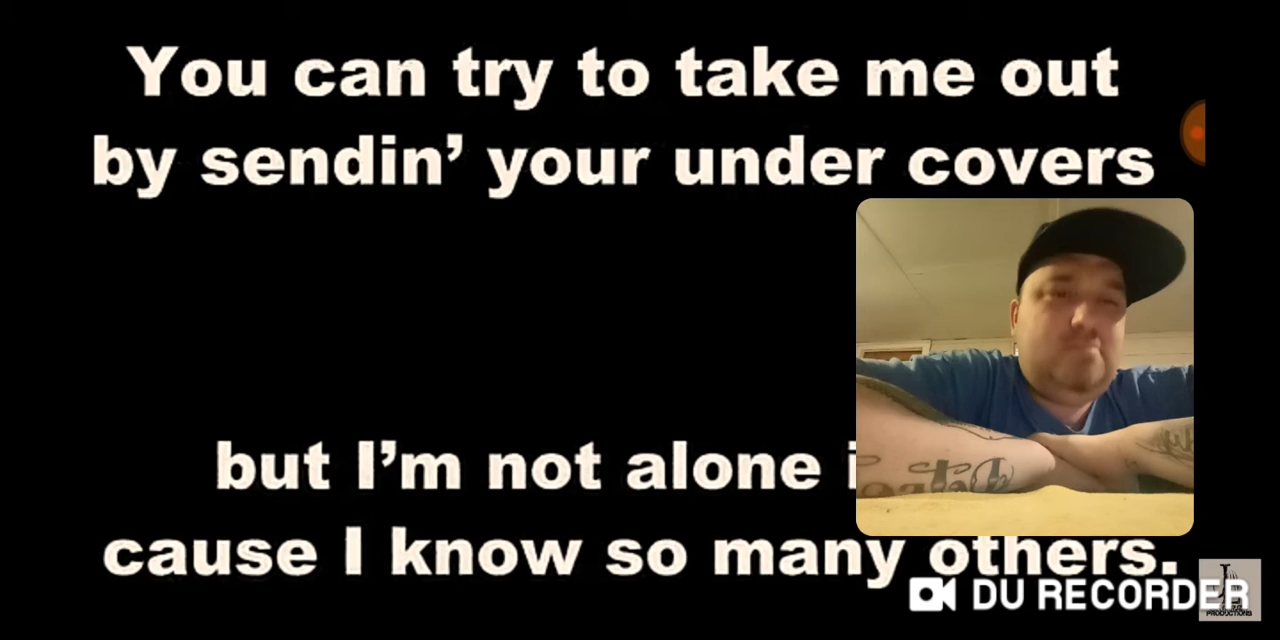 You can try to take me out
by sendin’ your under covers
but I’m not alone
cause I know so many others.
DU RECORDER
PRODUCTIONS